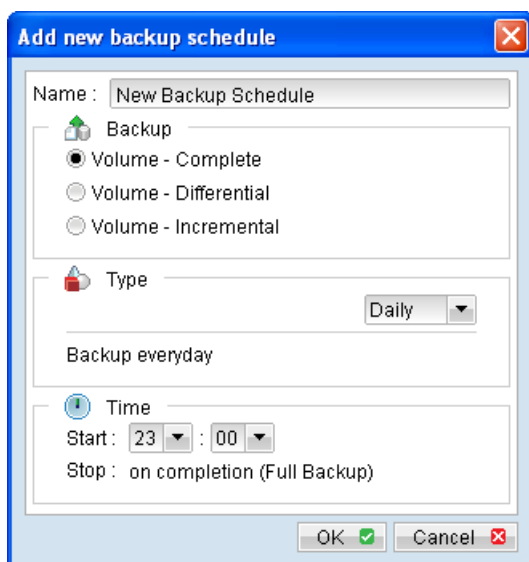 Add new backup schedule
Name : New Backup Schedule
Backup
Volume - Complete
Volume - Differential
Volume - Incremental
Type
Daily
Backup everyday
Time
Start : 23 : 00
Stop : on completion (Full Backup)
OK Cancel